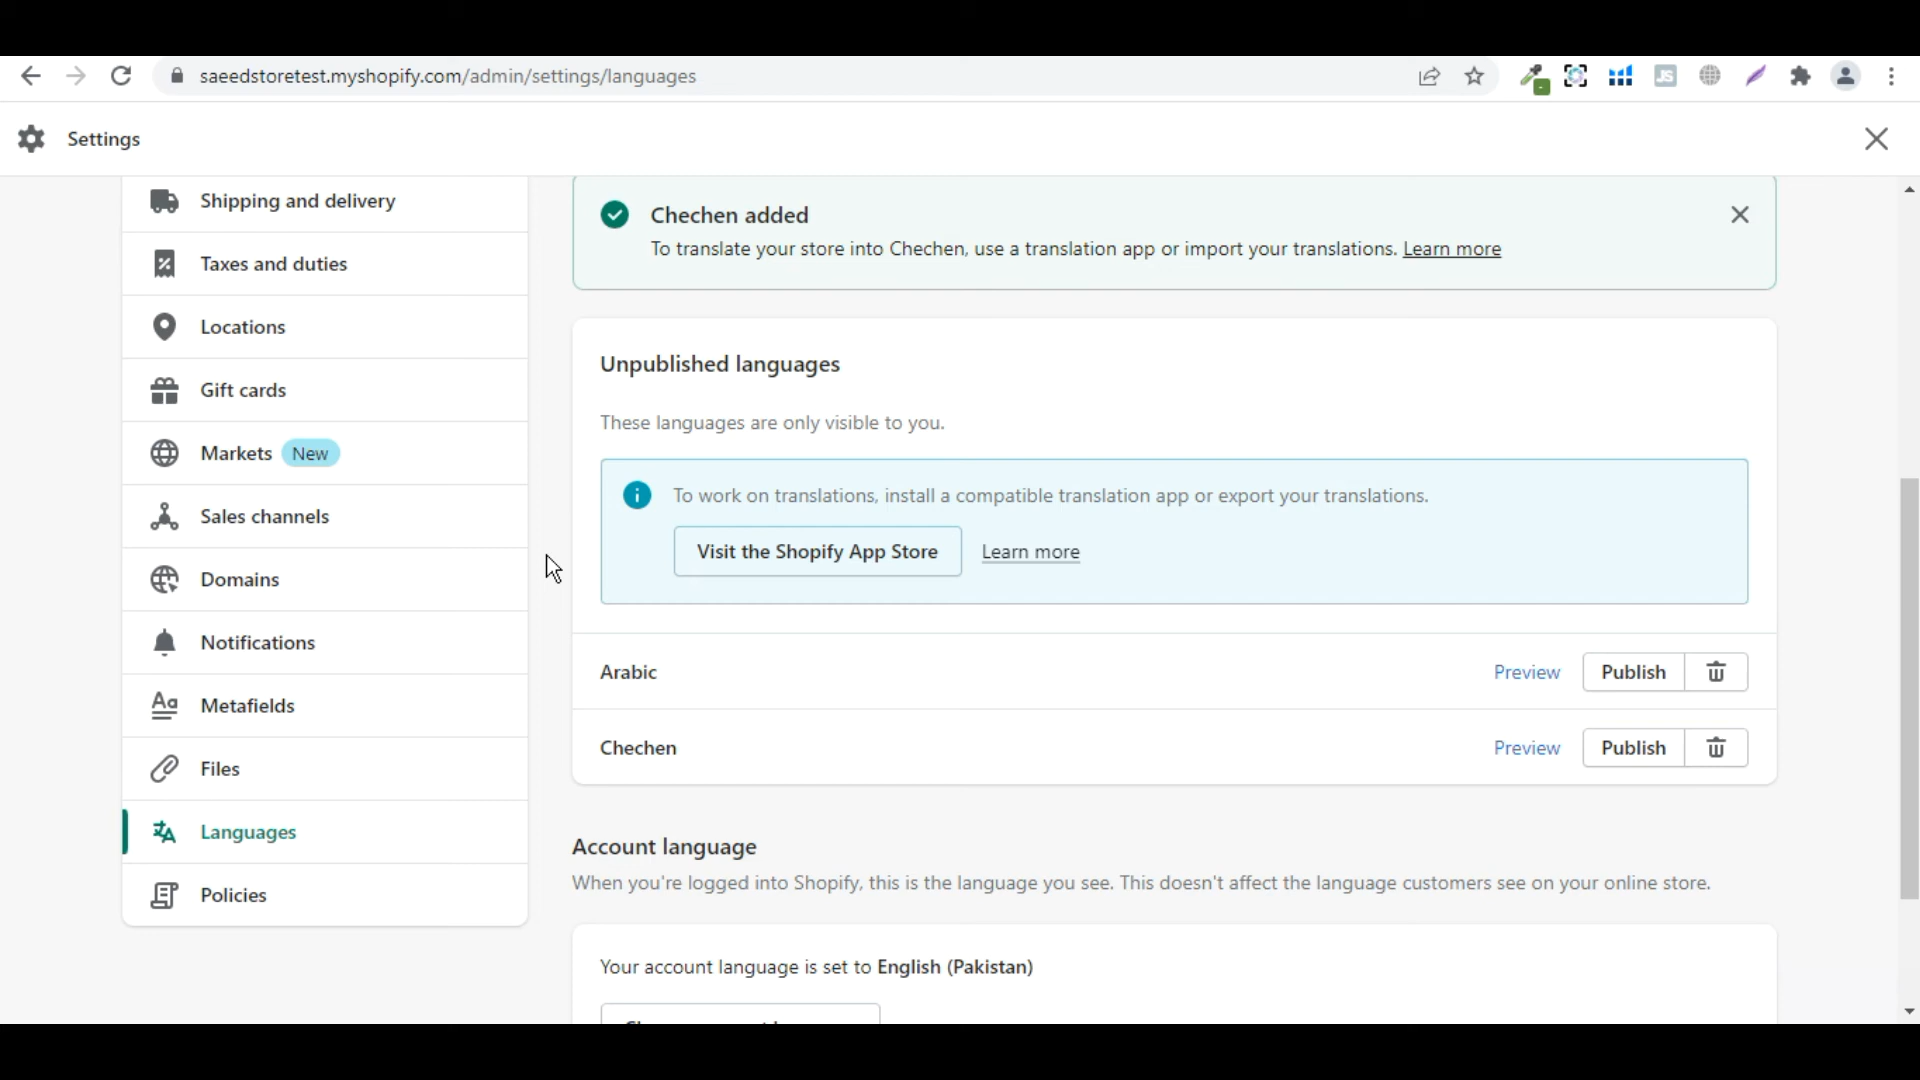 saeedstoretest.myshopify.com/admin/settings/languages
JS
Settings
Shipping and delivery
Taxes and duties
Locations
Gift cards
Markets New
Sales channels
Domains
Notifications
Metafields
Files
Languages
Policies
Chechen added
To translate your store into Chechen, use a translation app or import your translations. Learn more
Unpublished languages
These languages are only visible to you.
To work on translations, install a compatible translation app or export your translations.
Visit the Shopify App Store Learn more
Arabic Preview Publish
Chechen Preview Publish
Account language
When you're logged into Shopify, this is the language you see. This doesn't affect the language customers see on your online store.
Your account language is set to English (Pakistan)